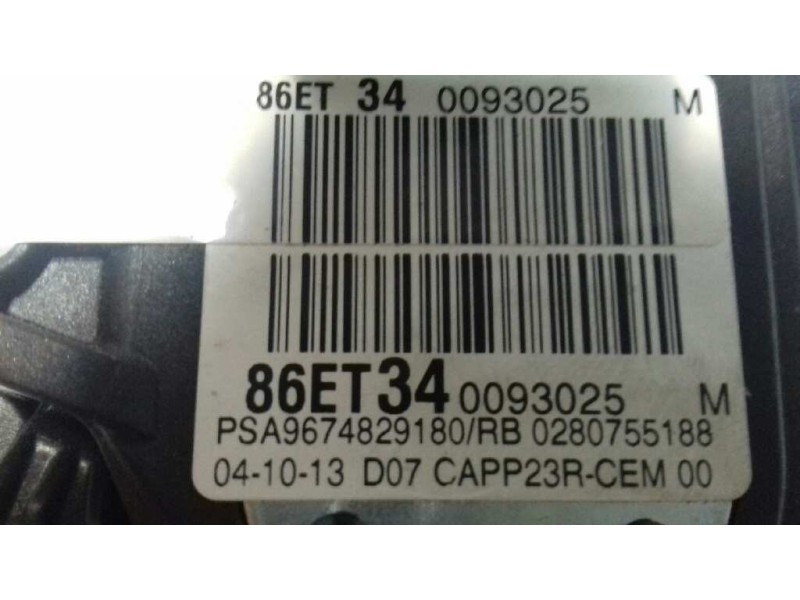 86ET 34 0093025 M
86ET34 0093025 M
PSA9674829180/RB 0280755188
04-10-13 D07 CAPP23R-CEM 00